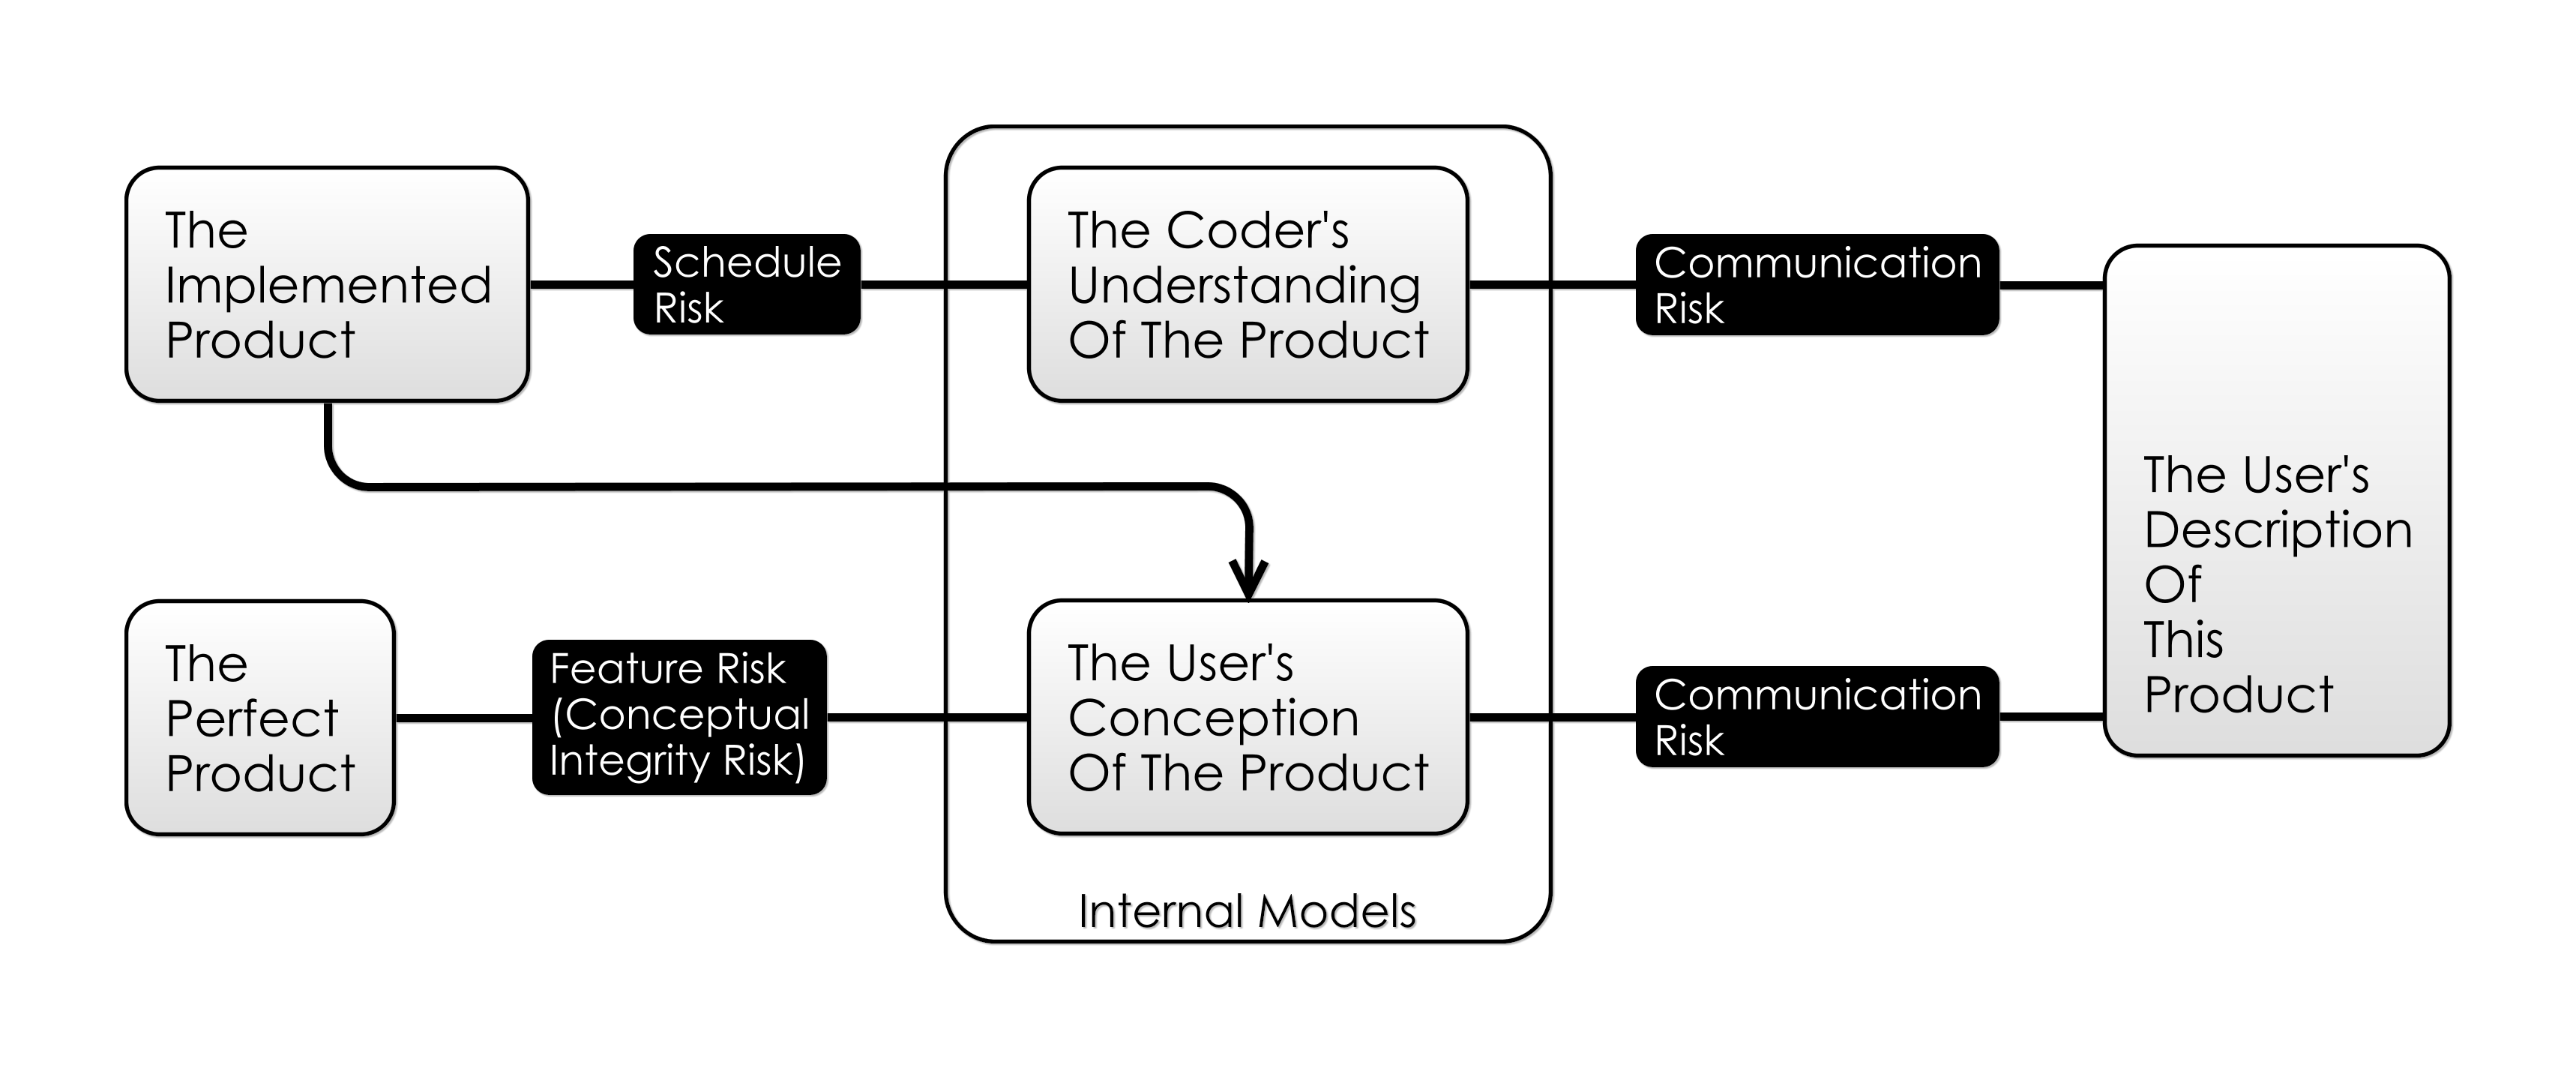 The
Implemented
Product
Schedule
Risk
The Coder's
Understanding
Of The Product
Communication
Risk
The User's
Description
Of
This
Product
The
Perfect
Product
Feature Risk
(Conceptual
Integrity Risk)
The User's
Conception
Of The Product
Communication
Risk
Internal Models